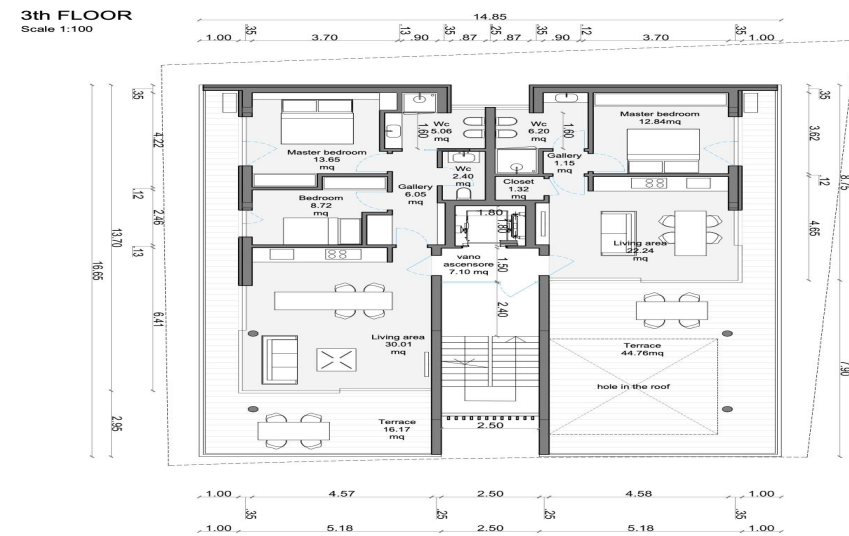 3th FLOOR
Scale 1:100
14.85
1.00
.35
3.70
.13
.90
.35
.87
.25
.87
.35
.90
.12
3.70
.35
1.00
.35
4.22
.12
2.46
.13
6.41
13.70
2.95
16.65
Master bedroom
13.65
mq
Wc
5.06
mq
1.60
Wc
6.20
mq
1.60
Master bedroom
12.84mq
Gallery
1.15
mq
Wc
2.40
mq
Closet
1.32
mq
Bedroom
8.72
mq
Gallery
6.05
mq
1.80
1.80
vano
ascensore
7.10 mq
1.50
2.40
Living area
22.24
mq
Living area
30.01
mq
Terrace
44.76mq
hole in the roof
Terrace
16.17
mq
2.50
.35
3.62
.12
4.65
8.75
7.90
1.00
4.57
2.50
4.58
1.00
.35
.25
.25
.35
1.00
5.18
2.50
5.18
1.00